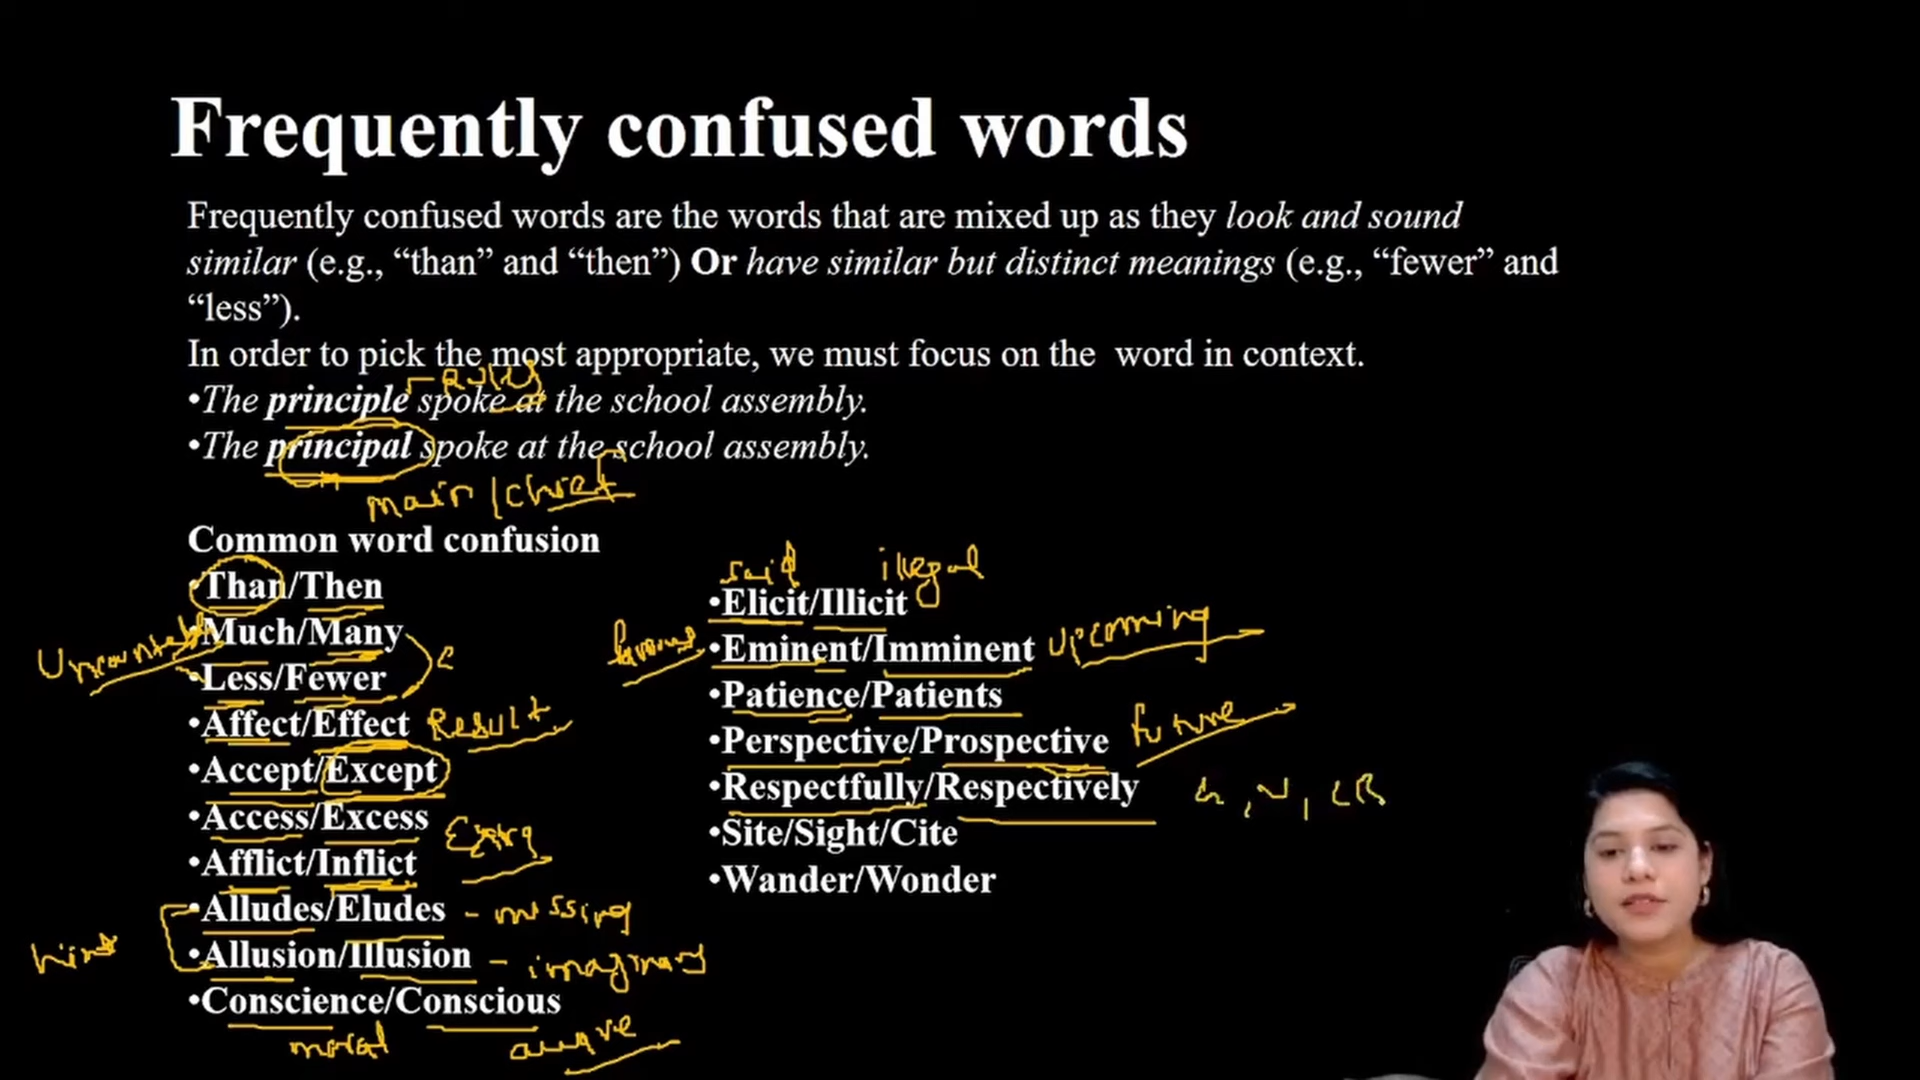 Frequently confused words
Frequently confused words are the words that are mixed up as they look and sound
similar (e.g., “than” and “then”) Or have similar but distinct meanings (e.g., “fewer” and
“less”).
In order to pick the most appropriate, we must focus on the word in context.
•The principle spoke at the school assembly.
•The principal spoke at the school assembly.
main / chief
Common word confusion
•Than/Then
•Much/Many
•Less/Fewer
•Affect/Effect Result
•Accept/Except
•Access/Excess
Extra
•Afflict/Inflict
•Alludes/Eludes - missing
hint
•Allusion/Illusion - imaginary
•Conscience/Conscious
moral aware
said illegal
•Elicit/Illicit
famous •Eminent/Imminent upcoming
•Patience/Patients
•Perspective/Prospective future
•Respectfully/Respectively
•Site/Sight/Cite
•Wander/Wonder